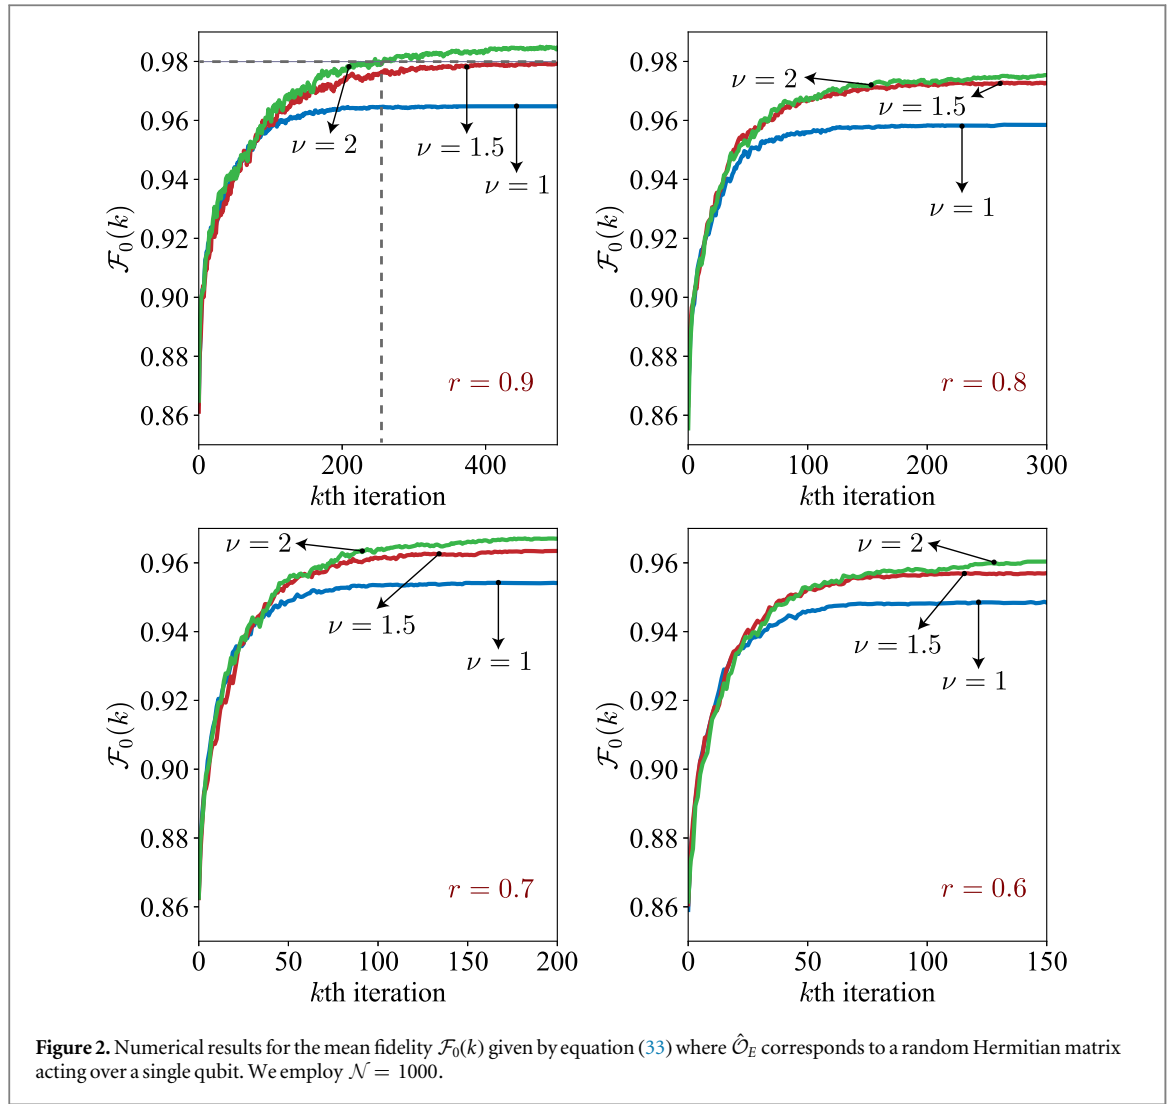 0.98
0.96
0.94
0.92
0.90
0.88
0.86
ℱ₀(k)
ν = 2
ν = 1.5
ν = 1
r = 0.9
0 200 400
kth iteration
0.98
0.96
0.94
0.92
0.90
0.88
0.86
ℱ₀(k)
ν = 2
ν = 1.5
ν = 1
r = 0.8
0 100 200 300
kth iteration
0.96
0.94
0.92
0.90
0.88
0.86
ℱ₀(k)
ν = 2
ν = 1.5
ν = 1
r = 0.7
0 50 100 150 200
kth iteration
0.96
0.94
0.92
0.90
0.88
0.86
ℱ₀(k)
ν = 2
ν = 1.5
ν = 1
r = 0.6
0 50 100 150
kth iteration
Figure 2. Numerical results for the mean fidelity ℱ₀(k) given by equation (33) where 𝒪̂_E corresponds to a random Hermitian matrix
acting over a single qubit. We employ 𝒩 = 1000.